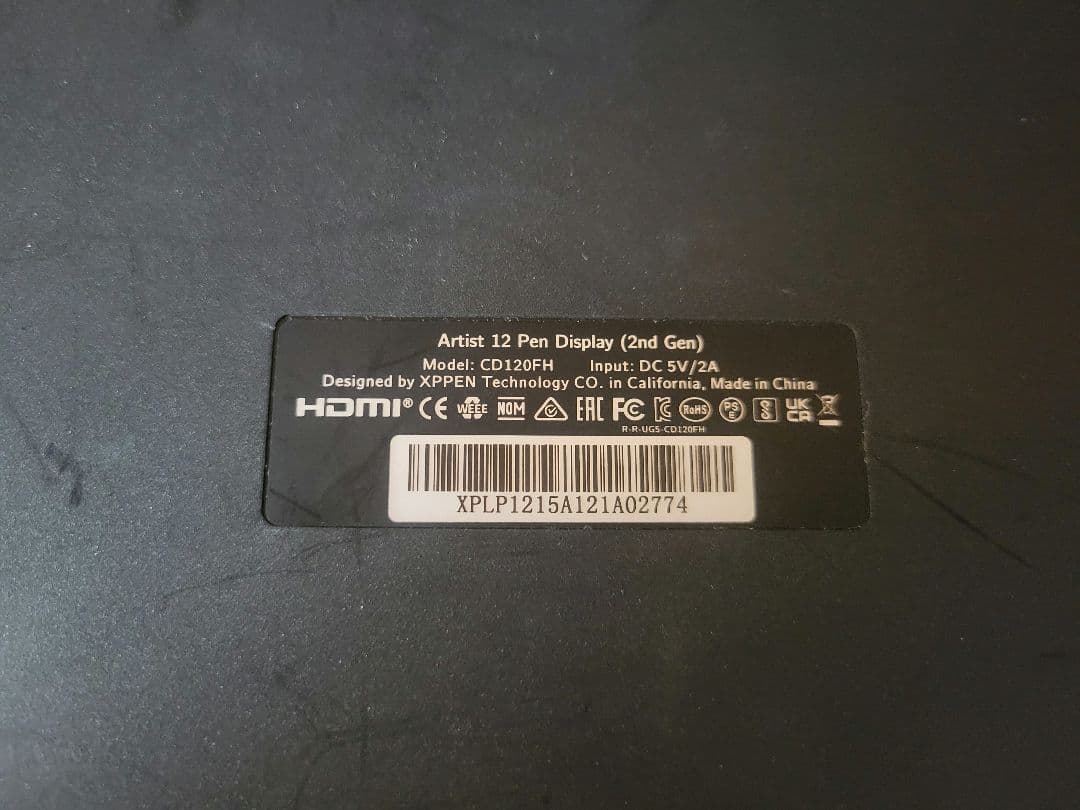 Artist 12 Pen Display (2nd Gen)
Model: CD120FH Input: DC 5V/2A
Designed by XPPEN Technology CO. in California, Made in China
HDMI® CE WEEE NOM EAC FC RoHS PS E UK CA
R-R-UGS-CD120FH
XPLP1215A121A02774